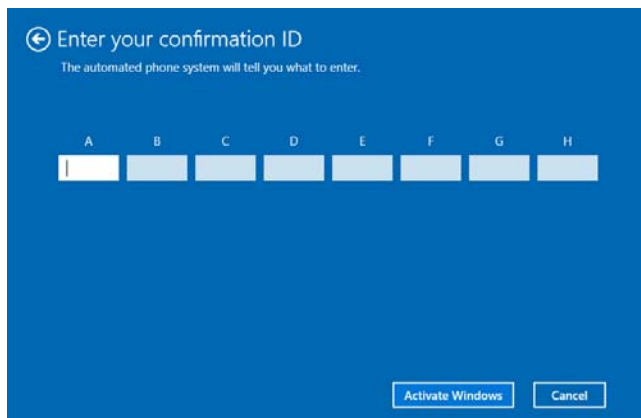 Enter your confirmation ID
The automated phone system will tell you what to enter.
A B C D E F G H
Activate Windows Cancel